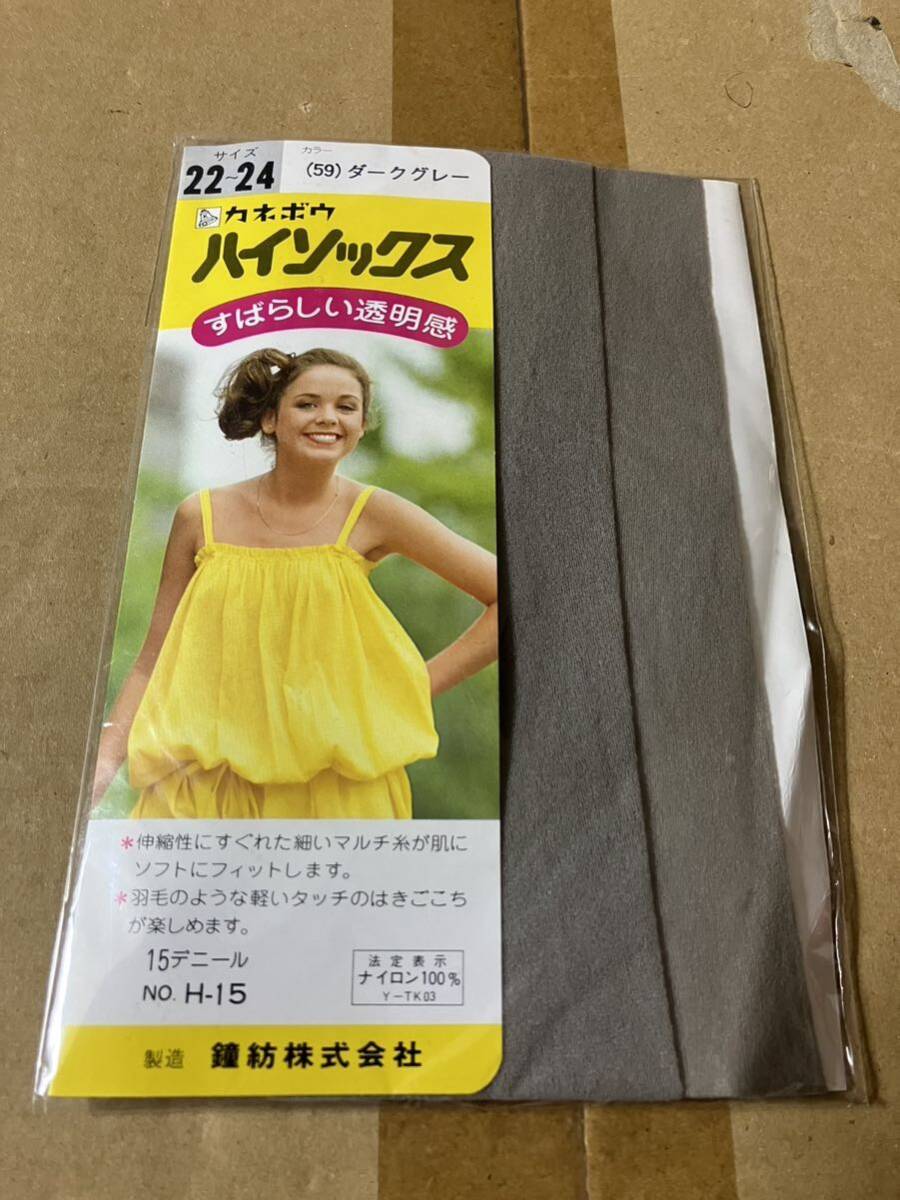 サイズ
22~24
カラー
(59) ダークグレー
カネボウ
ハイソックス
すばらしい透明感
*伸縮性にすぐれた細いマルチ糸が肌に
ソフトにフィットします。
*羽毛のような軽いタッチのはきごこち
が楽しめます。
15デニール
NO. H-15
法定表示
ナイロン100%
Y-TK03
製造 鐘紡株式会社